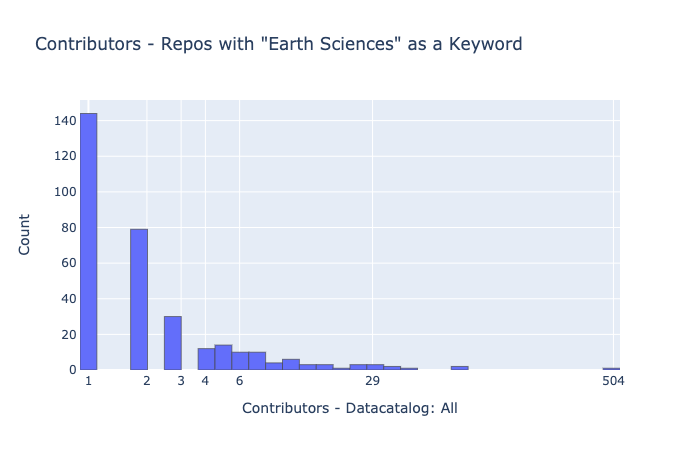 Contributors - Repos with "Earth Sciences" as a Keyword
140
120
100
80
60
40
20
0
Count
1 2 3 4 6 29 504
Contributors - Datacatalog: All